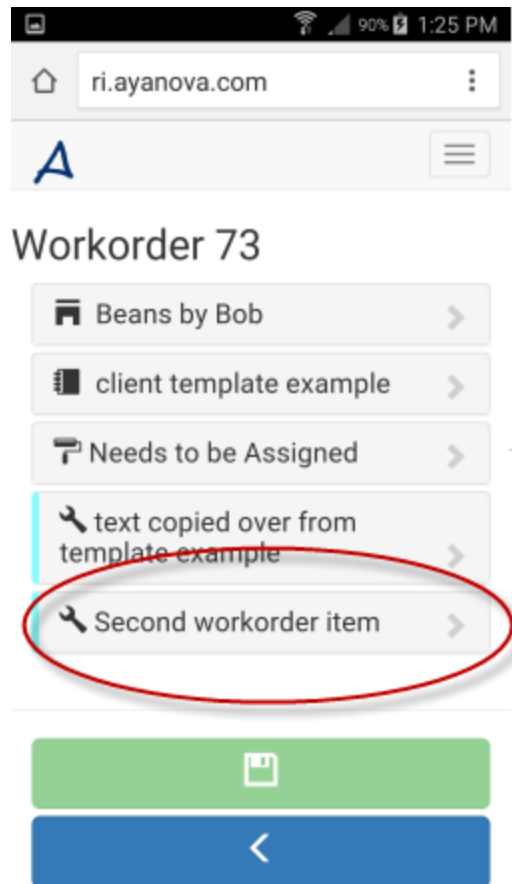 90% 1:25 PM
ri.ayanova.com
Workorder 73
Beans by Bob
client template example
Needs to be Assigned
text copied over from
template example
Second workorder item